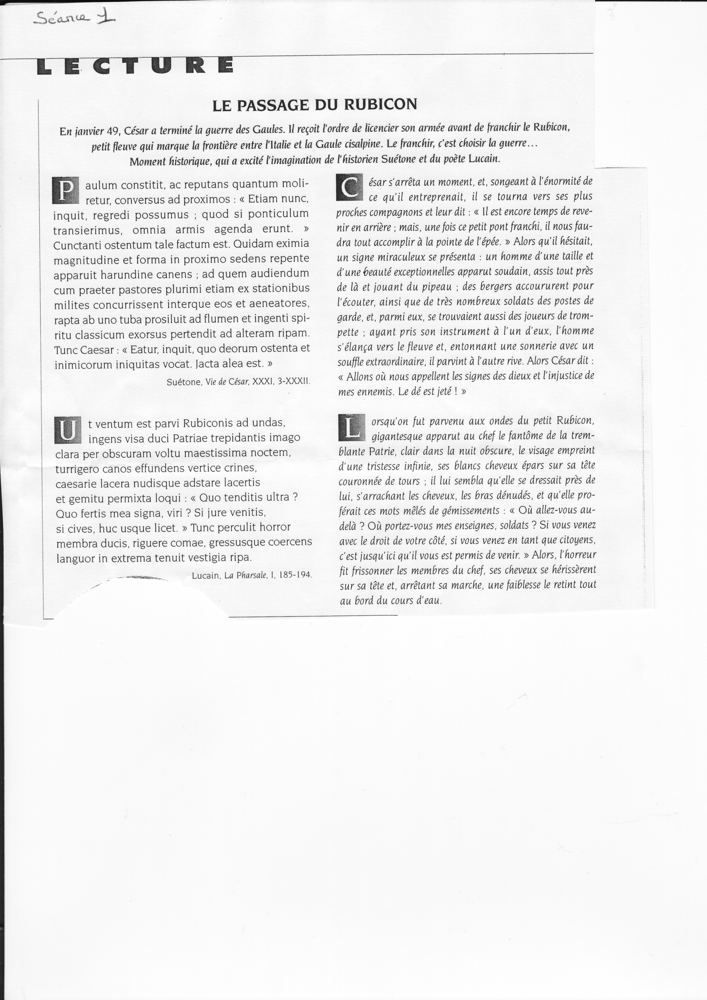 Séance 1
LECTURE
LE PASSAGE DU RUBICON
En janvier 49, César a terminé la guerre des Gaules. Il reçoit l'ordre de licencier son armée avant de franchir le Rubicon,
petit fleuve qui marque la frontière entre l'Italie et la Gaule cisalpine. Le franchir, c'est choisir la guerre...
Moment historique, qui a excité l'imagination de l'historien Suétone et du poète Lucain.
Paulum constitit, ac reputans quantum moli-
retur, conversus ad proximos : « Etiam nunc,
inquit, regredi possumus ; quod si ponticulum
transierimus, omnia armis agenda erunt. »
Cunctanti ostentum tale factum est. Quidam eximia
magnitudine et forma in proximo sedens repente
apparuit harundine canens ; ad quem audiendum
cum praeter pastores plurimi etiam ex stationibus
milites concurrissent interque eos et aeneatores,
rapta ab uno tuba prosiluit ad flumen et ingenti spi-
ritu classicum exorsus pertendit ad alteram ripam.
Tunc Caesar : « Eatur, inquit, quo deorum ostenta et
inimicorum iniquitas vocat. Jacta alea est. »
Suétone, Vie de César, XXXI, 3-XXXII.
César s'arrêta un moment, et, songeant à l'énormité de
ce qu'il entreprenait, il se tourna vers ses plus
proches compagnons et leur dit : « Il est encore temps de reve-
nir en arrière ; mais, une fois ce petit pont franchi, il nous fau-
dra tout accomplir à la pointe de l'épée. » Alors qu'il hésitait,
un signe miraculeux se présenta : un homme d'une taille et
d'une beauté exceptionnelles apparut soudain, assis tout près
de là et jouant du pipeau ; des bergers accoururent pour
l'écouter, ainsi que de très nombreux soldats des postes de
garde, et, parmi eux, se trouvaient aussi des joueurs de trom-
pette ; ayant pris son instrument à l'un d'eux, l'homme
s'élança vers le fleuve et, entonnant une sonnerie avec un
souffle extraordinaire, il parvint à l'autre rive. Alors César dit :
« Allons où nous appellent les signes des dieux et l'injustice de
mes ennemis. Le dé est jeté ! »
Ut ventum est parvi Rubiconis ad undas,
ingens visa duci Patriae trepidantis imago
clara per obscuram voltu maestissima noctem,
turrigero canos effundens vertice crines,
caesarie lacera nudisque adstare lacertis
et gemitu permixta loqui : « Quo tenditis ultra ?
Quo fertis mea signa, viri ? Si jure venitis,
si cives, huc usque licet. » Tunc perculit horror
membra ducis, riguere comae, gressusque coercens
languor in extrema tenuit vestigia ripa.
Lucain, La Pharsale, I, 185-194.
Lorsqu'on fut parvenu aux ondes du petit Rubicon,
gigantesque apparut au chef le fantôme de la trem-
blante Patrie, clair dans la nuit obscure, le visage empreint
d'une tristesse infinie, ses blancs cheveux épars sur sa tête
couronnée de tours ; il lui sembla qu'elle se dressait près de
lui, s'arrachant les cheveux, les bras dénudés, et qu'elle pro-
férait ces mots mêlés de gémissements : « Où allez-vous au-
delà ? Où portez-vous mes enseignes, soldats ? Si vous venez
avec le droit de votre côté, si vous venez en tant que citoyens,
c'est jusqu'ici qu'il vous est permis de venir. » Alors, l'horreur
fit frissonner les membres du chef, ses cheveux se hérissèrent
sur sa tête et, arrêtant sa marche, une faiblesse le retint tout
au bord du cours d'eau.